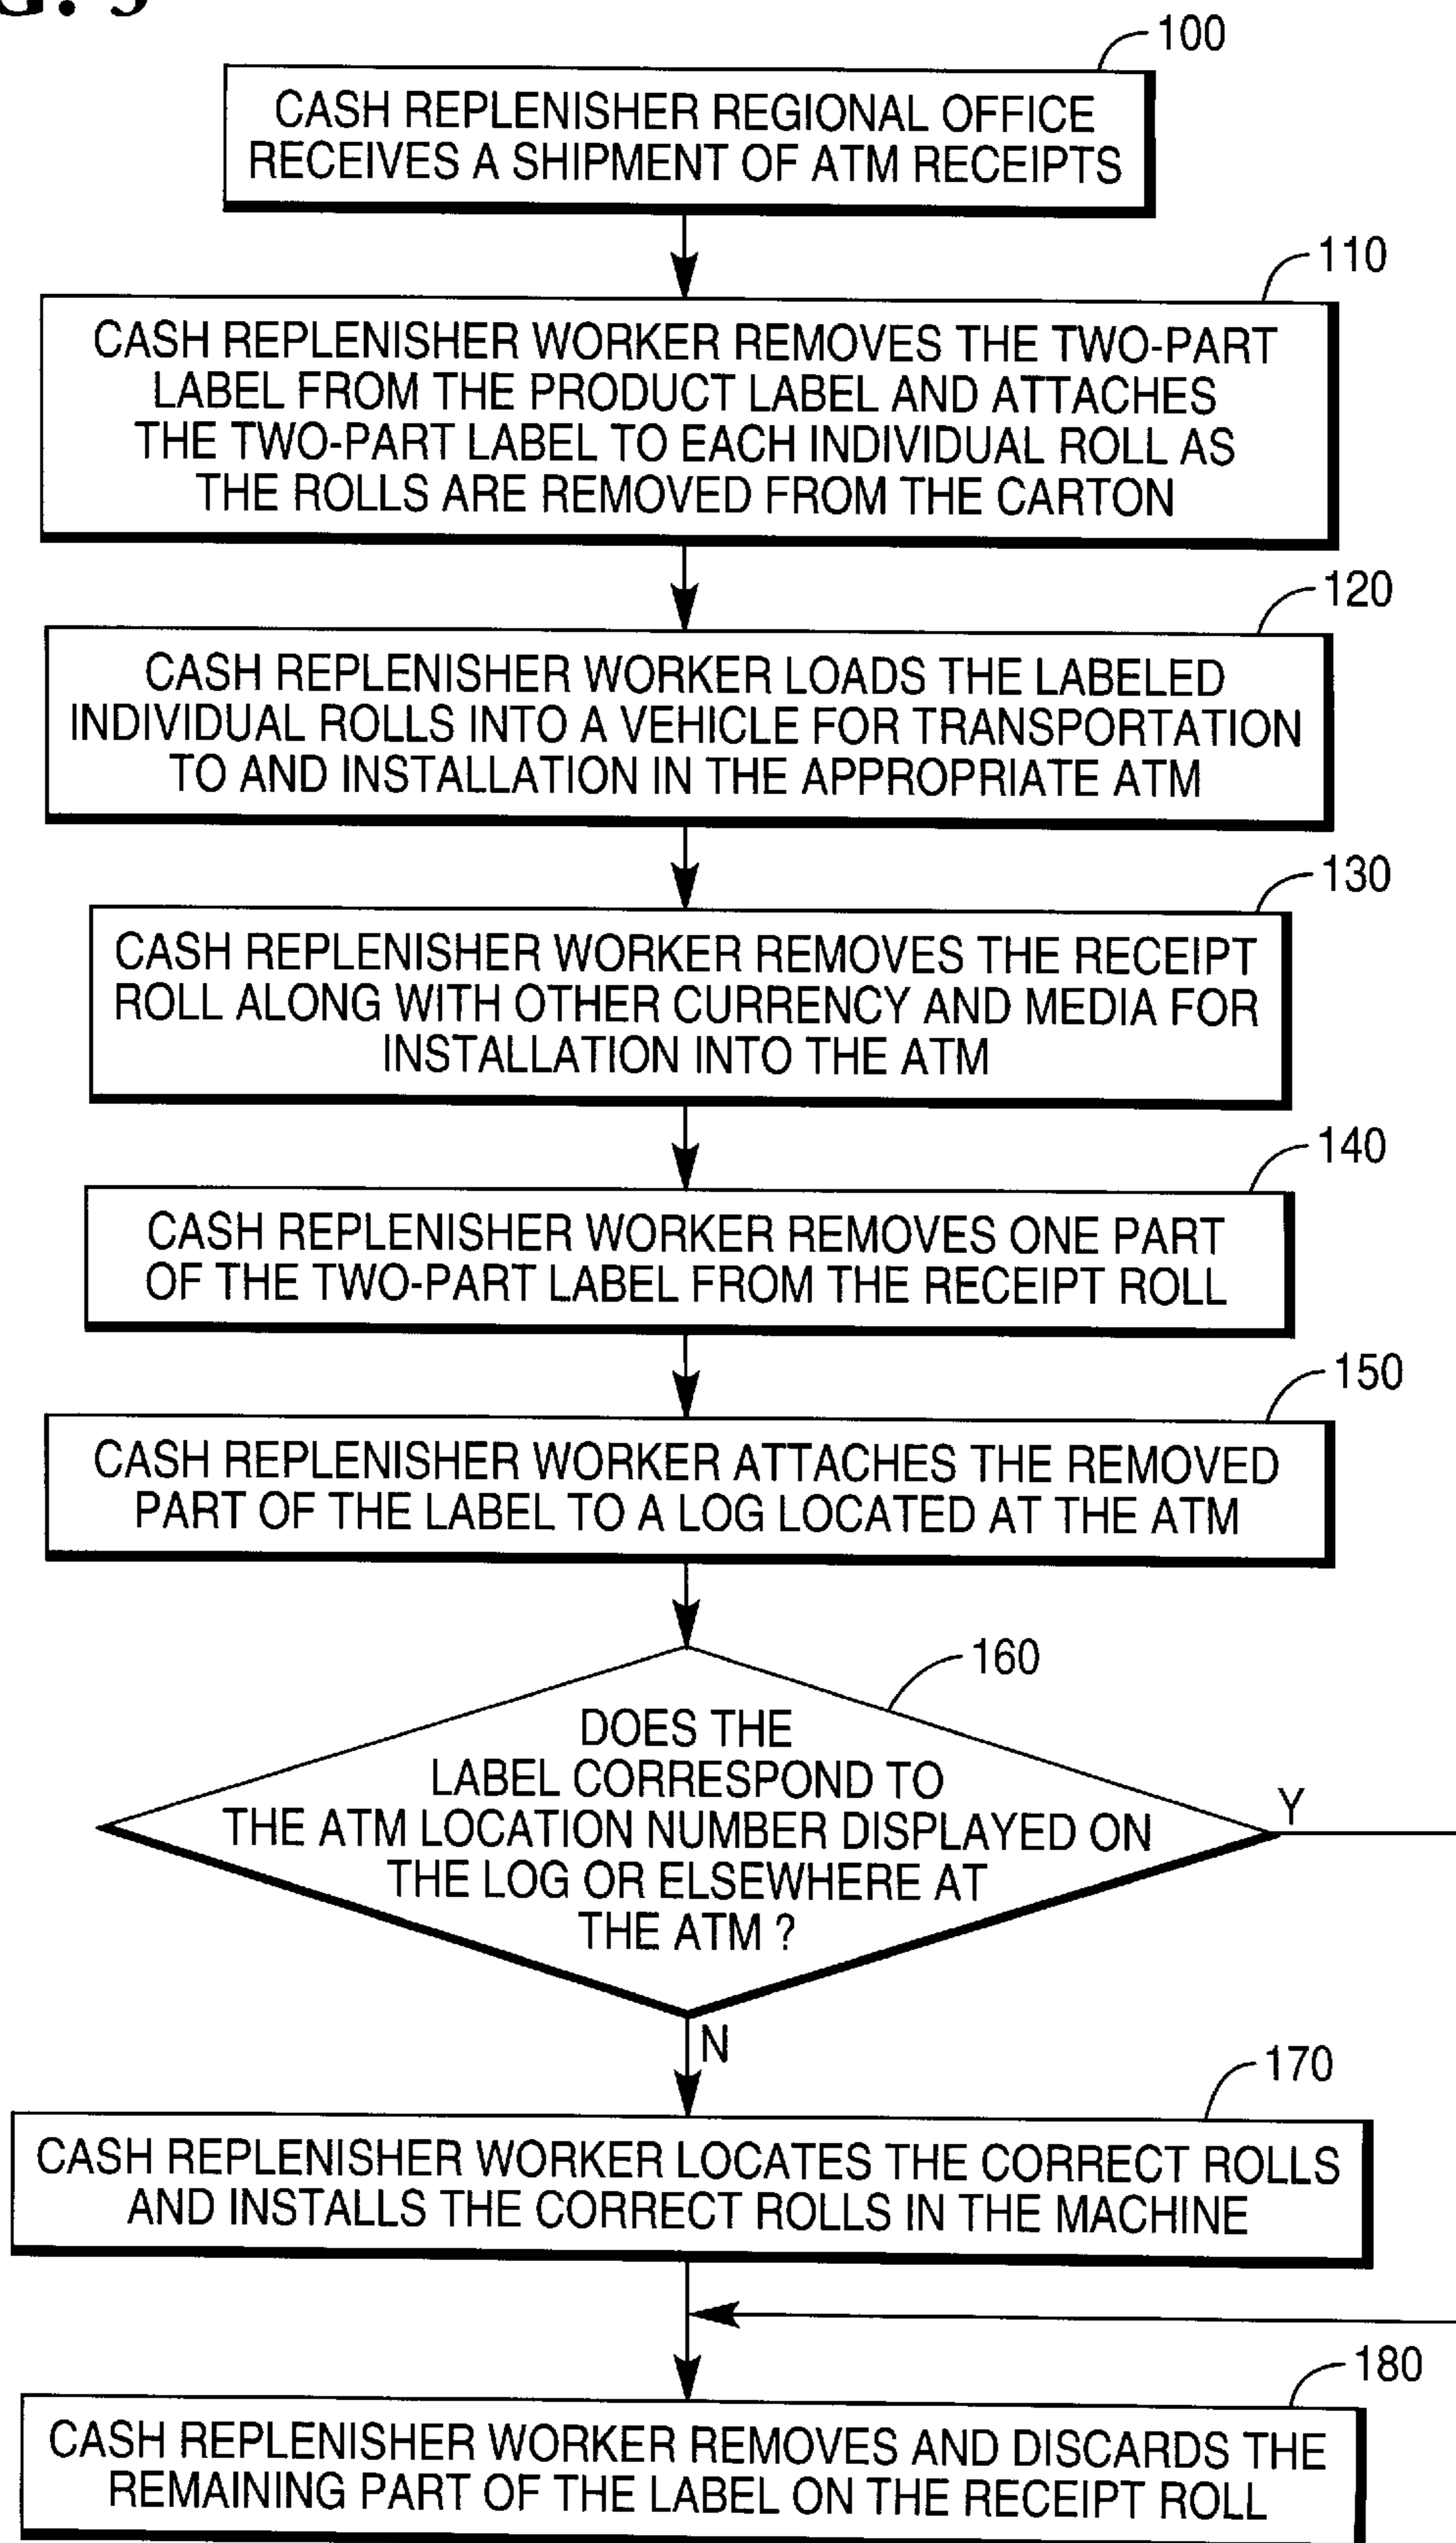 100
CASH REPLENISHER REGIONAL OFFICE
RECEIVES A SHIPMENT OF ATM RECEIPTS
110
CASH REPLENISHER WORKER REMOVES THE TWO-PART
LABEL FROM THE PRODUCT LABEL AND ATTACHES
THE TWO-PART LABEL TO EACH INDIVIDUAL ROLL AS
THE ROLLS ARE REMOVED FROM THE CARTON
120
CASH REPLENISHER WORKER LOADS THE LABELED
INDIVIDUAL ROLLS INTO A VEHICLE FOR TRANSPORTATION
TO AND INSTALLATION IN THE APPROPRIATE ATM
130
CASH REPLENISHER WORKER REMOVES THE RECEIPT
ROLL ALONG WITH OTHER CURRENCY AND MEDIA FOR
INSTALLATION INTO THE ATM
140
CASH REPLENISHER WORKER REMOVES ONE PART
OF THE TWO-PART LABEL FROM THE RECEIPT ROLL
150
CASH REPLENISHER WORKER ATTACHES THE REMOVED
PART OF THE LABEL TO A LOG LOCATED AT THE ATM
160
DOES THE
LABEL CORRESPOND TO
THE ATM LOCATION NUMBER DISPLAYED ON
THE LOG OR ELSEWHERE AT
THE ATM ?
Y
N
170
CASH REPLENISHER WORKER LOCATES THE CORRECT ROLLS
AND INSTALLS THE CORRECT ROLLS IN THE MACHINE
180
CASH REPLENISHER WORKER REMOVES AND DISCARDS THE
REMAINING PART OF THE LABEL ON THE RECEIPT ROLL